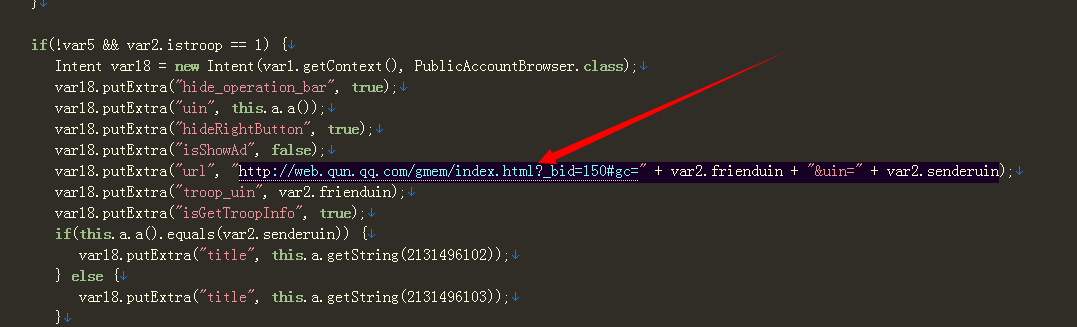 }
if(!var5 && var2.istroop == 1) {↓
Intent var18 = new Intent(var1.getContext(), PublicAccountBrowser.class);↓
var18.putExtra("hide_operation_bar", true);↓
var18.putExtra("uin", this.a.a());↓
var18.putExtra("hideRightButton", true);↓
var18.putExtra("isShowAd", false);↓
var18.putExtra("url", "http://web.qun.qq.com/gmem/index.html?_bid=150#gc=" + var2.frienduin + "&uin=" + var2.senderuin);↓
var18.putExtra("troop_uin", var2.frienduin);↓
var18.putExtra("isGetTroopInfo", true);↓
if(this.a.a().equals(var2.senderuin)) {↓
var18.putExtra("title", this.a.getString(2131496102));↓
} else {↓
var18.putExtra("title", this.a.getString(2131496103));↓
}↓